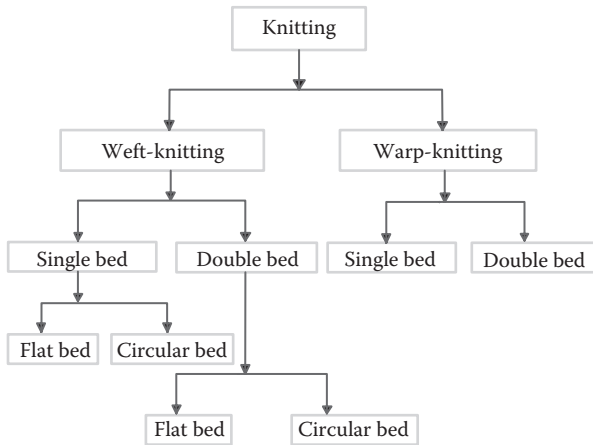 Knitting
Weft-knitting
Warp-knitting
Single bed
Double bed
Single bed
Double bed
Flat bed
Circular bed
Flat bed
Circular bed